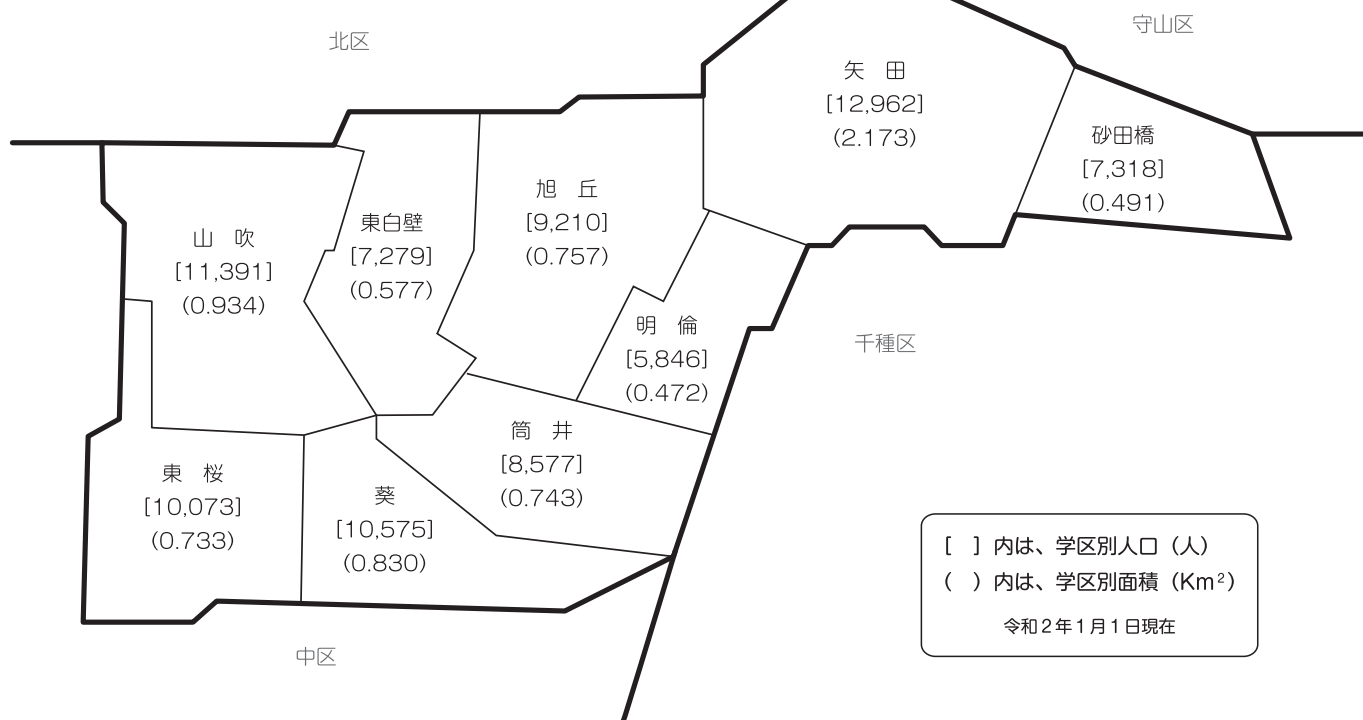 北区
守山区
矢　田
[12,962]
(2.173)
砂田橋
[7,318]
(0.491)
旭　丘
[9,210]
(0.757)
東白壁
[7,279]
(0.577)
山　吹
[11,391]
(0.934)
明　倫
[5,846]
(0.472)
千種区
筒　井
[8,577]
(0.743)
東　桜
[10,073]
(0.733)
葵
[10,575]
(0.830)
[　] 内は、学区別人口（人）
(　) 内は、学区別面積（Km²）
令和２年１月１日現在
中区